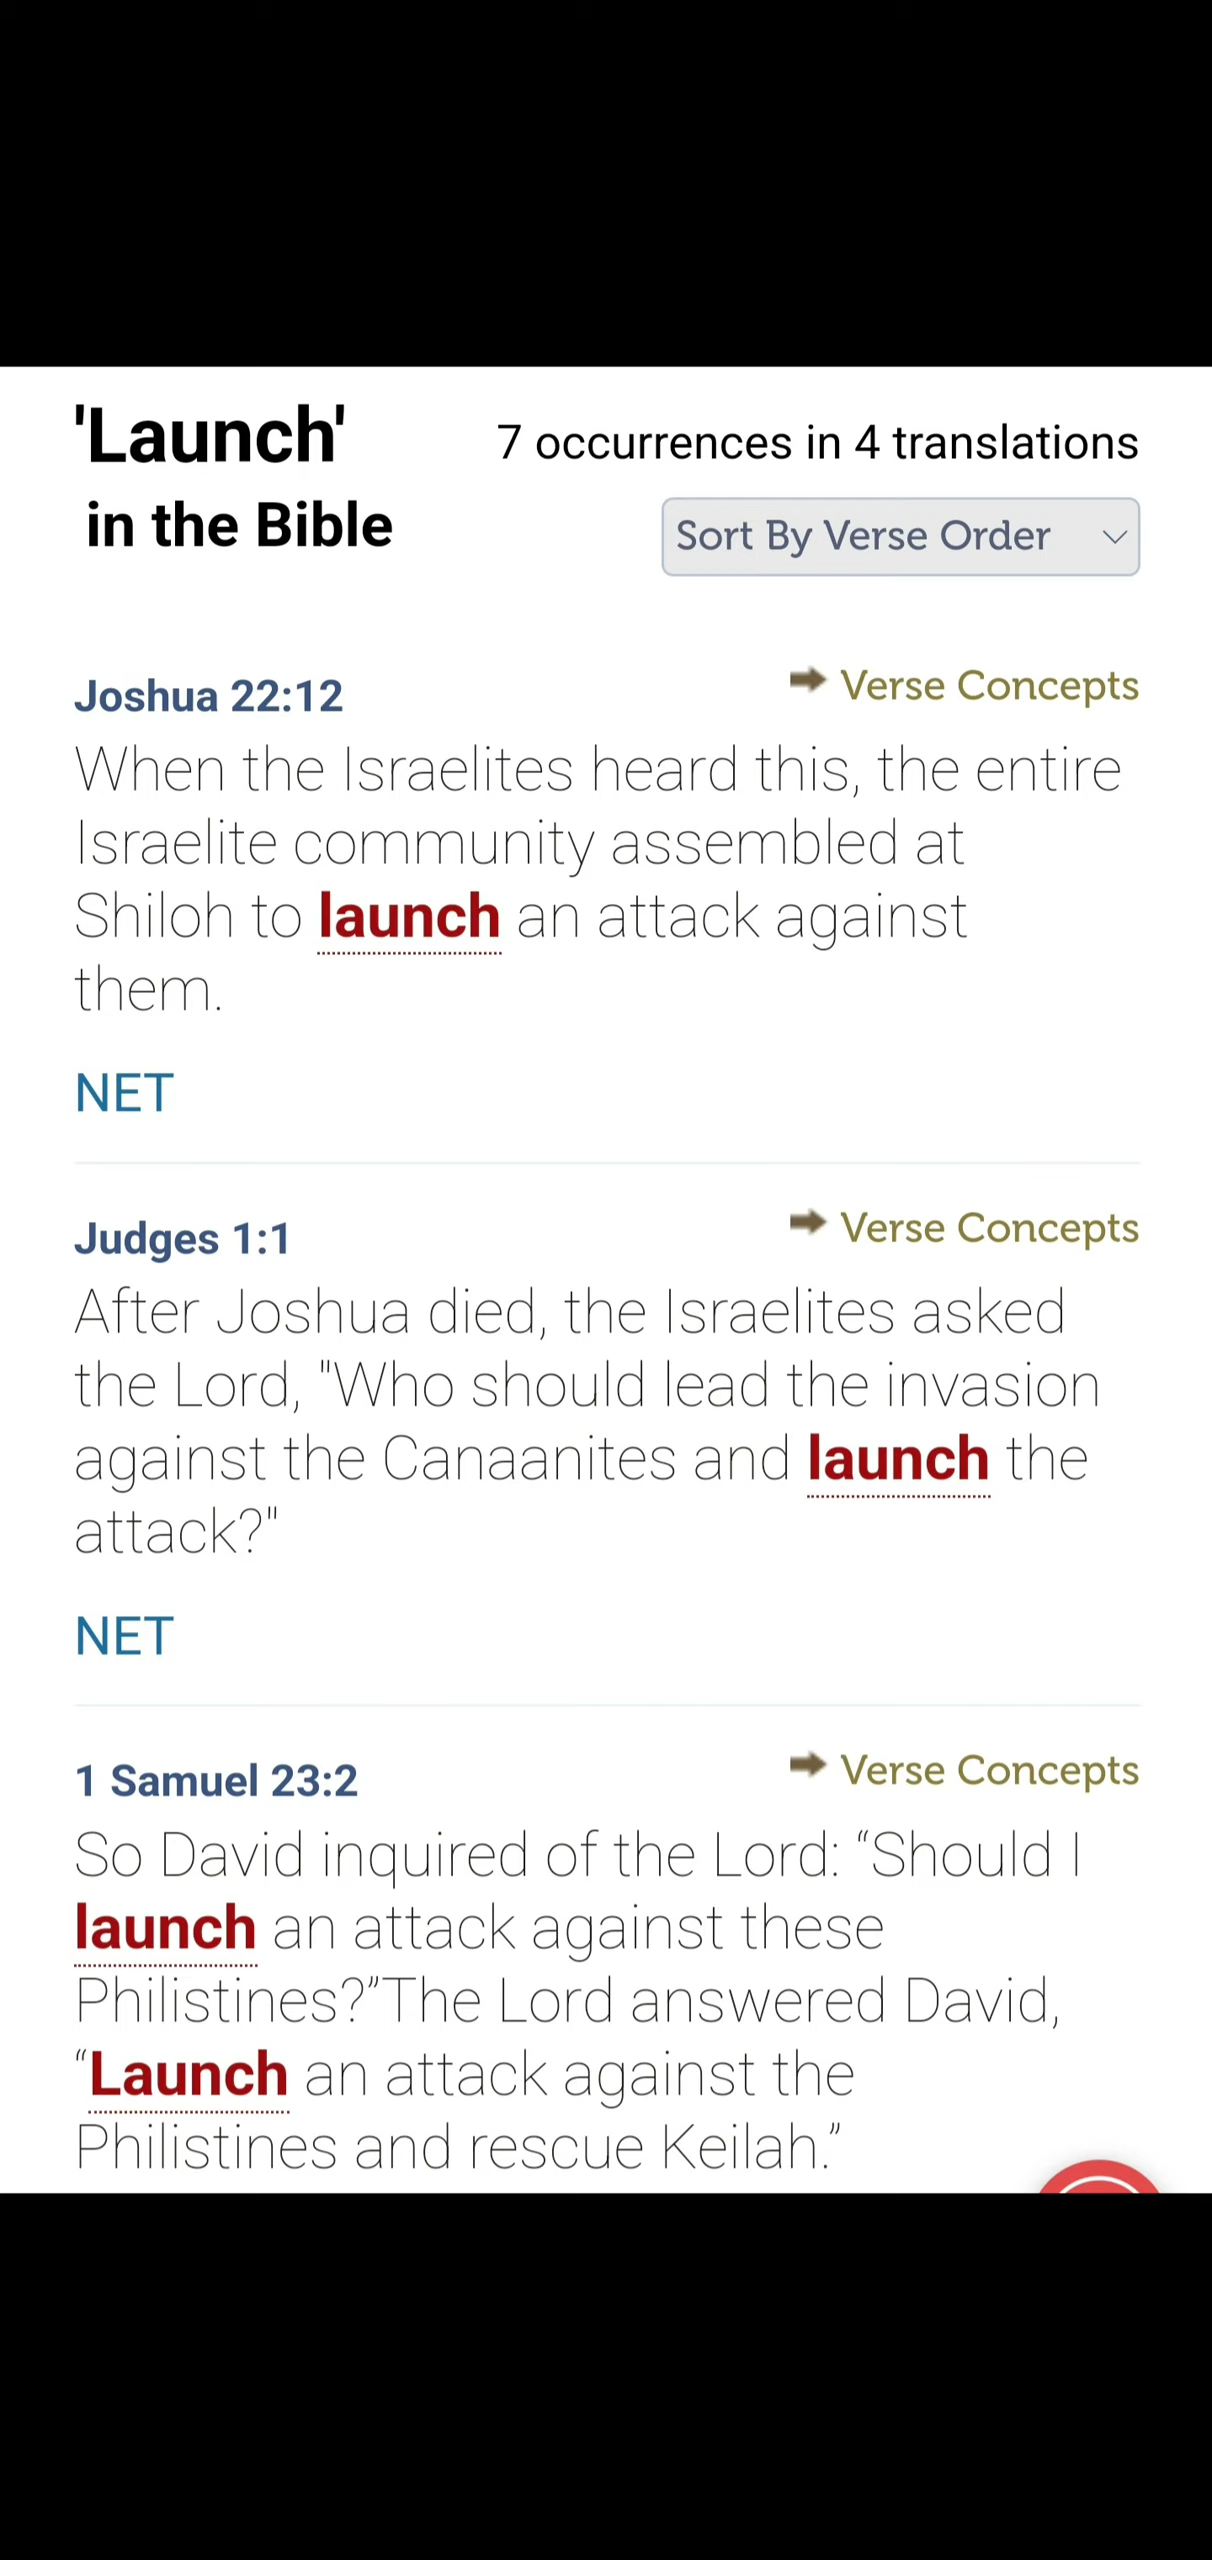 'Launch'
in the Bible
7 occurrences in 4 translations
Sort By Verse Order
Joshua 22:12
Verse Concepts
When the Israelites heard this, the entire
Israelite community assembled at
Shiloh to launch an attack against
them.
NET
Judges 1:1
Verse Concepts
After Joshua died, the Israelites asked
the Lord, "Who should lead the invasion
against the Canaanites and launch the
attack?"
NET
1 Samuel 23:2
Verse Concepts
So David inquired of the Lord: “Should I
launch an attack against these
Philistines?”The Lord answered David,
“Launch an attack against the
Philistines and rescue Keilah.”